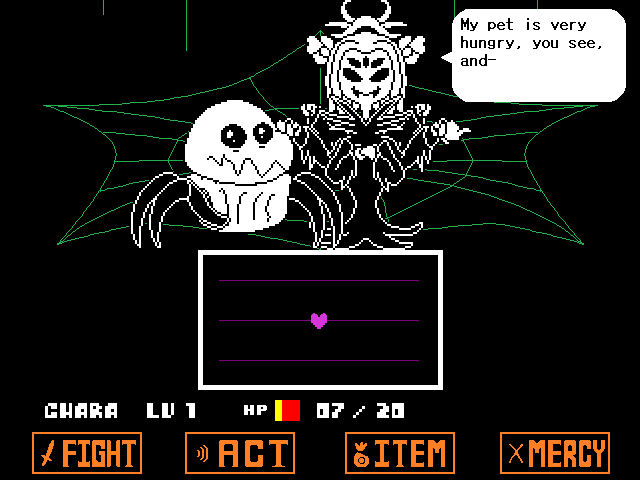 My pet is very
hungry, you see,
and-
CHARA LV 1 HP 07 / 20
FIGHT ACT ITEM MERCY